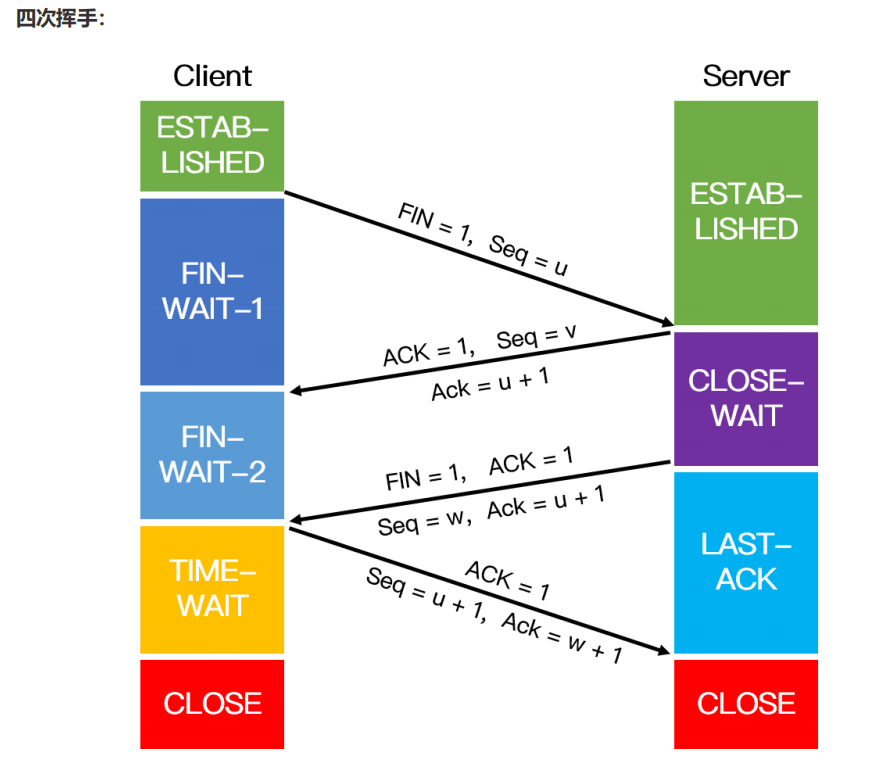 四次挥手：
Client
Server
ESTAB–
LISHED
ESTAB–
LISHED
FIN = 1, Seq = u
FIN–
WAIT–1
ACK = 1, Seq = v
Ack = u + 1
CLOSE–
WAIT
FIN–
WAIT–2
FIN = 1, ACK = 1
Seq = w, Ack = u + 1
LAST–
ACK
TIME–
WAIT
ACK = 1
Seq = u + 1, Ack = w + 1
CLOSE
CLOSE